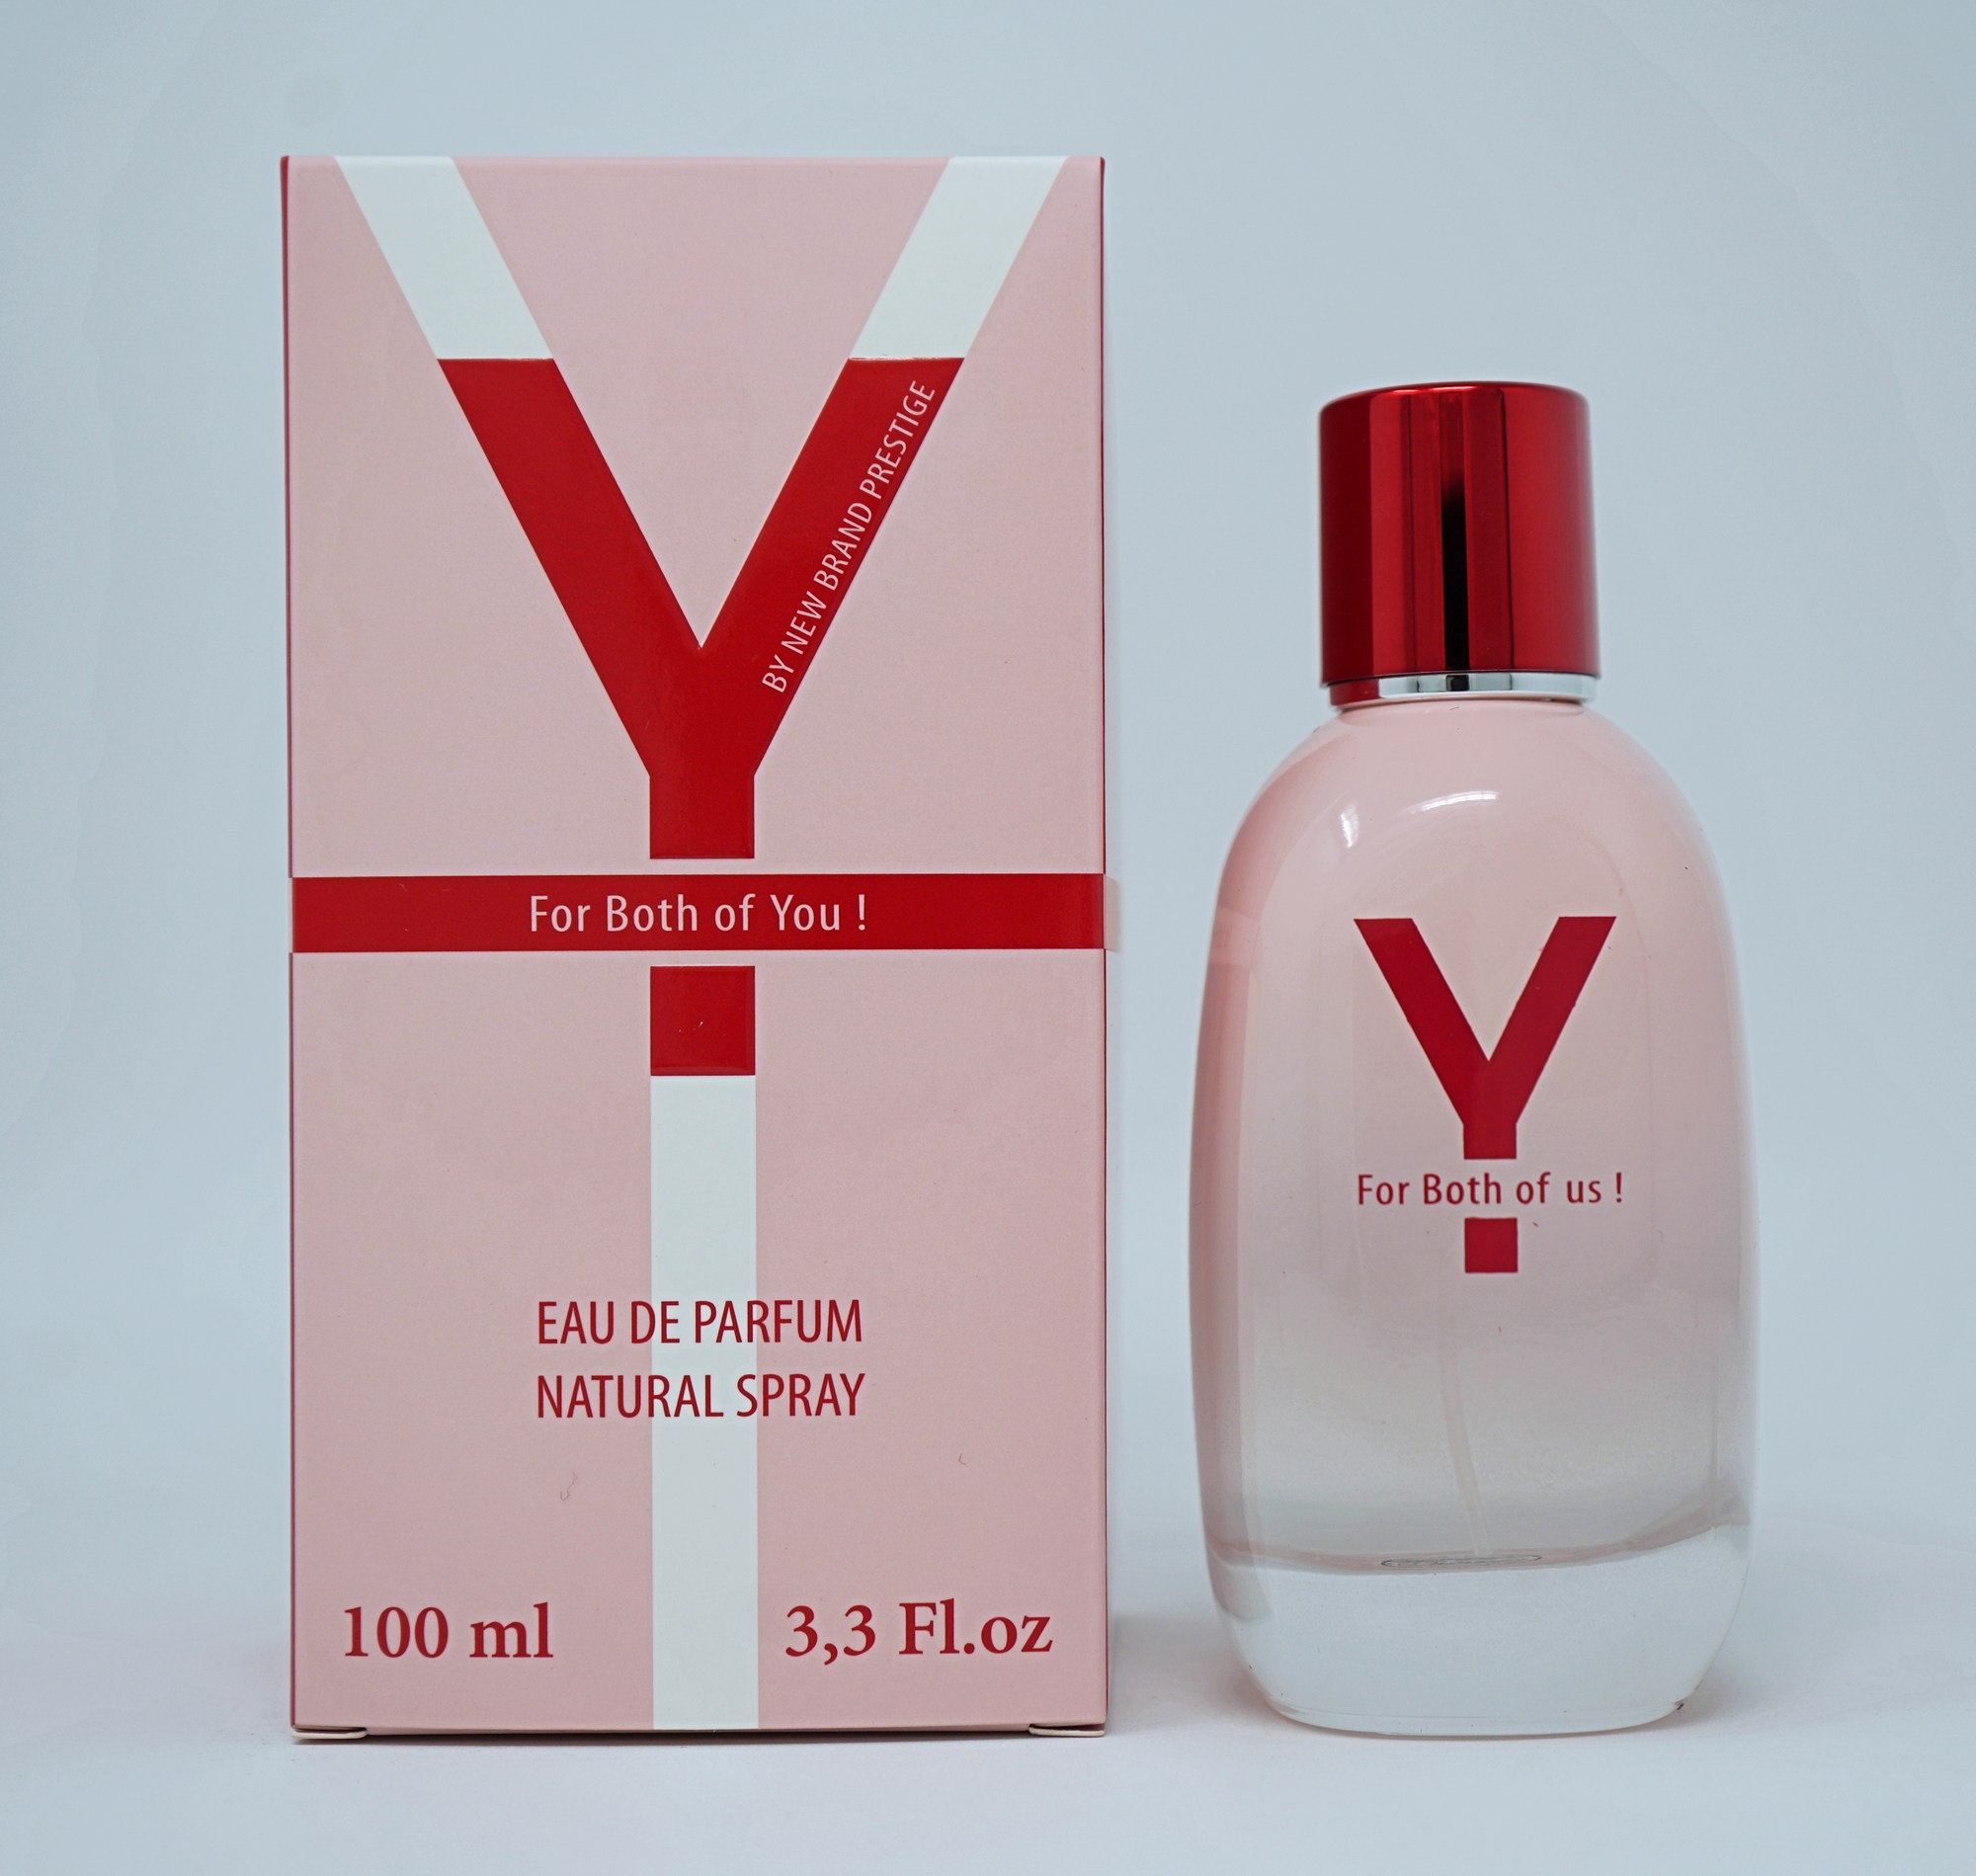 Y
BY NEW BRAND PRESTIGE
For Both of You !
EAU DE PARFUM
NATURAL SPRAY
100 ml
3,3 Fl.oz
Y
For Both of us !